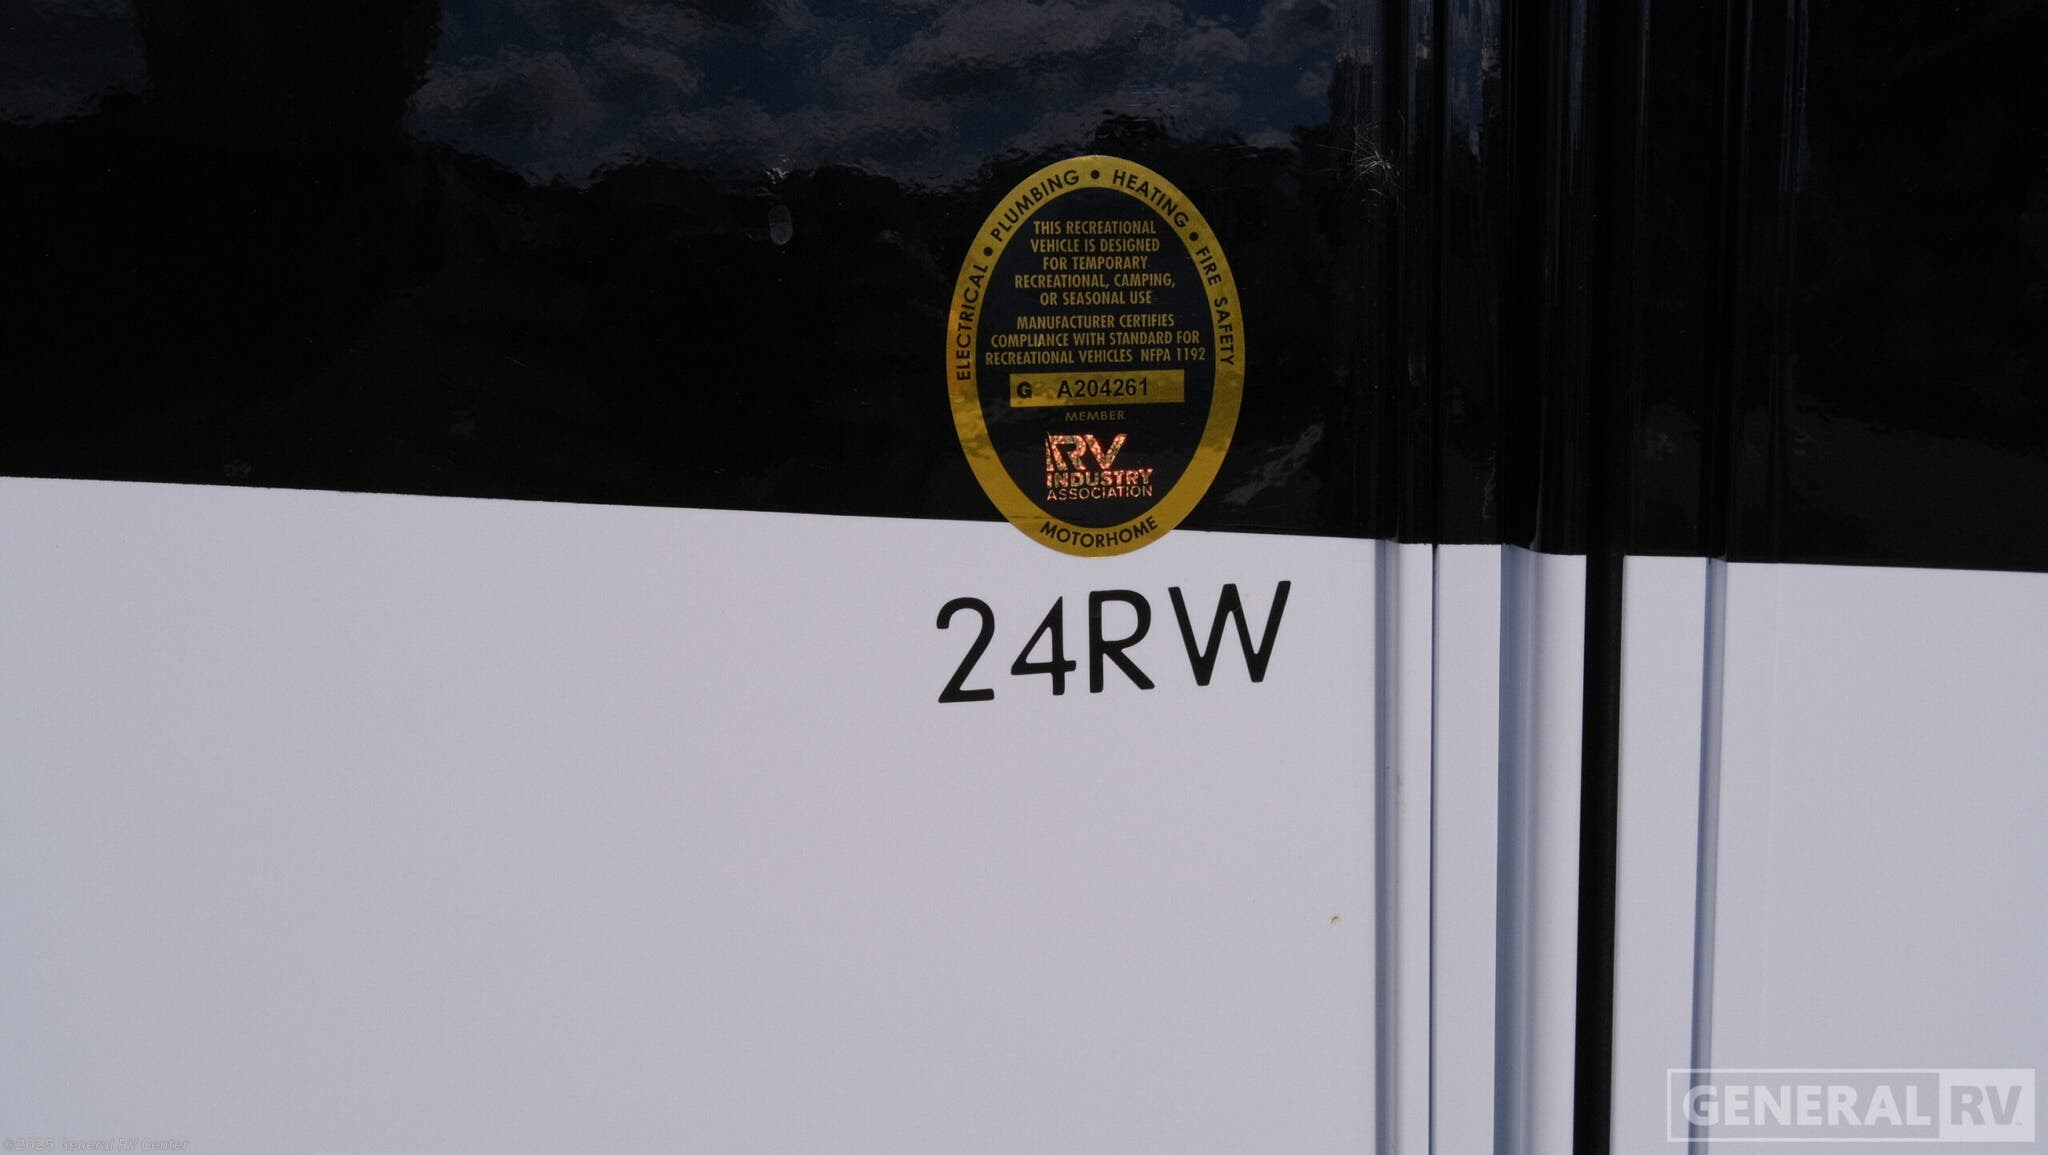 ELECTRICAL • PLUMBING • HEATING • FIRE SAFETY
THIS RECREATIONAL
VEHICLE IS DESIGNED
FOR TEMPORARY
RECREATIONAL, CAMPING,
OR SEASONAL USE
MANUFACTURER CERTIFIES
COMPLIANCE WITH STANDARD FOR
RECREATIONAL VEHICLES NFPA 1192
G A204261
MEMBER
RV
INDUSTRY
ASSOCIATION
MOTORHOME
24RW
GENERAL RV
©2025 General RV Center